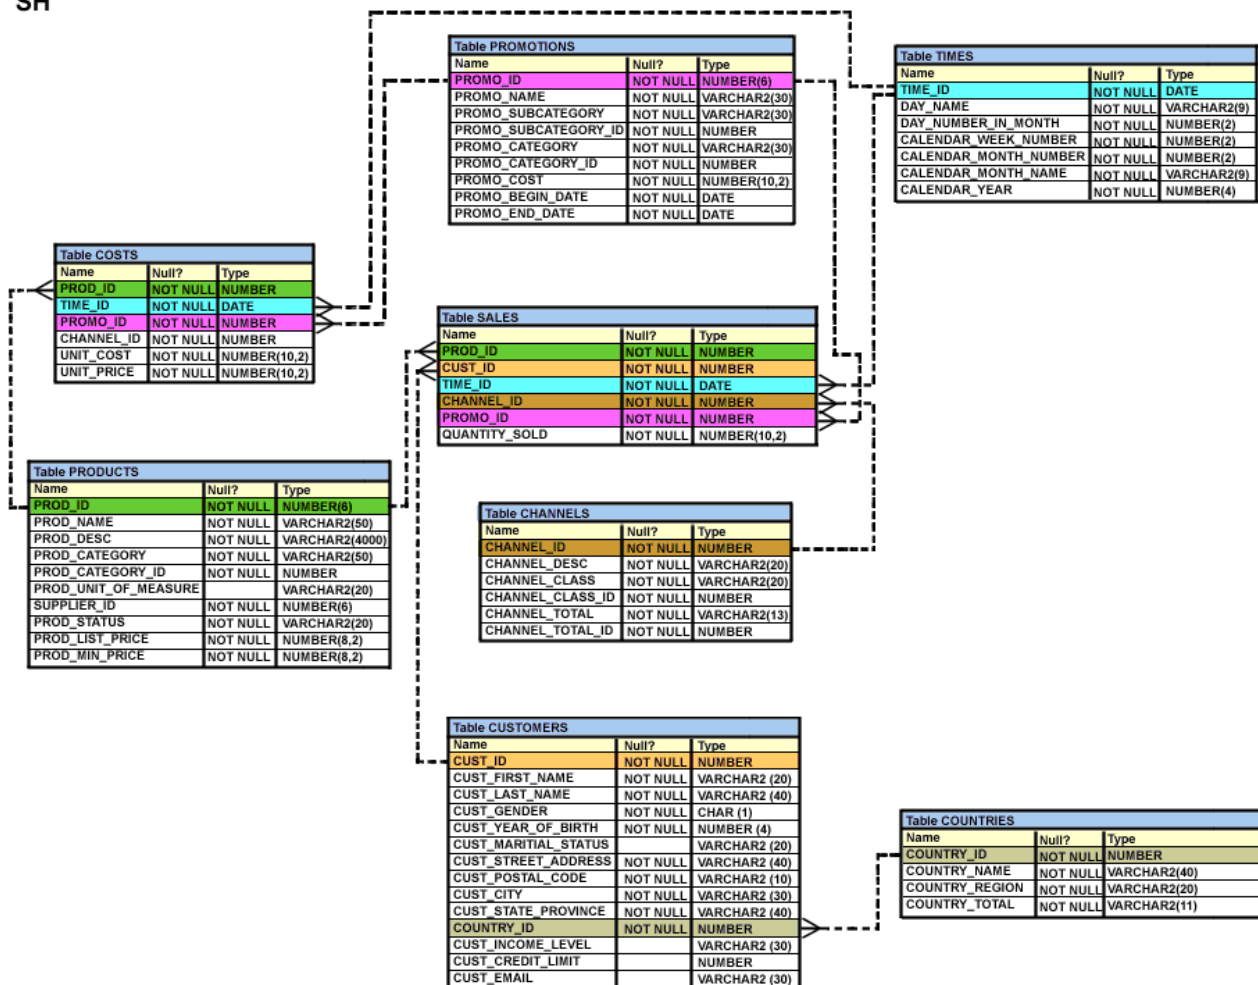 SH
Table PROMOTIONS
Name Null? Type
PROMO_ID NOT NULL NUMBER(6)
PROMO_NAME NOT NULL VARCHAR2(30)
PROMO_SUBCATEGORY NOT NULL VARCHAR2(30)
PROMO_SUBCATEGORY_ID NOT NULL NUMBER
PROMO_CATEGORY NOT NULL VARCHAR2(30)
PROMO_CATEGORY_ID NOT NULL NUMBER
PROMO_COST NOT NULL NUMBER(10,2)
PROMO_BEGIN_DATE NOT NULL DATE
PROMO_END_DATE NOT NULL DATE
Table TIMES
Name Null? Type
TIME_ID NOT NULL DATE
DAY_NAME NOT NULL VARCHAR2(9)
DAY_NUMBER_IN_MONTH NOT NULL NUMBER(2)
CALENDAR_WEEK_NUMBER NOT NULL NUMBER(2)
CALENDAR_MONTH_NUMBER NOT NULL NUMBER(2)
CALENDAR_MONTH_NAME NOT NULL VARCHAR2(9)
CALENDAR_YEAR NOT NULL NUMBER(4)
Table COSTS
Name Null? Type
PROD_ID NOT NULL NUMBER
TIME_ID NOT NULL DATE
PROMO_ID NOT NULL NUMBER
CHANNEL_ID NOT NULL NUMBER
UNIT_COST NOT NULL NUMBER(10,2)
UNIT_PRICE NOT NULL NUMBER(10,2)
Table SALES
Name Null? Type
PROD_ID NOT NULL NUMBER
CUST_ID NOT NULL NUMBER
TIME_ID NOT NULL DATE
CHANNEL_ID NOT NULL NUMBER
PROMO_ID NOT NULL NUMBER
QUANTITY_SOLD NOT NULL NUMBER(10,2)
Table PRODUCTS
Name Null? Type
PROD_ID NOT NULL NUMBER(6)
PROD_NAME NOT NULL VARCHAR2(50)
PROD_DESC NOT NULL VARCHAR2(4000)
PROD_CATEGORY NOT NULL VARCHAR2(50)
PROD_CATEGORY_ID NOT NULL NUMBER
PROD_UNIT_OF_MEASURE VARCHAR2(20)
SUPPLIER_ID NOT NULL NUMBER(6)
PROD_STATUS NOT NULL VARCHAR2(20)
PROD_LIST_PRICE NOT NULL NUMBER(8,2)
PROD_MIN_PRICE NOT NULL NUMBER(8,2)
Table CHANNELS
Name Null? Type
CHANNEL_ID NOT NULL NUMBER
CHANNEL_DESC NOT NULL VARCHAR2(20)
CHANNEL_CLASS NOT NULL VARCHAR2(20)
CHANNEL_CLASS_ID NOT NULL NUMBER
CHANNEL_TOTAL NOT NULL VARCHAR2(13)
CHANNEL_TOTAL_ID NOT NULL NUMBER
Table CUSTOMERS
Name Null? Type
CUST_ID NOT NULL NUMBER
CUST_FIRST_NAME NOT NULL VARCHAR2 (20)
CUST_LAST_NAME NOT NULL VARCHAR2 (40)
CUST_GENDER NOT NULL CHAR (1)
CUST_YEAR_OF_BIRTH NOT NULL NUMBER (4)
CUST_MARITIAL_STATUS VARCHAR2 (20)
CUST_STREET_ADDRESS NOT NULL VARCHAR2 (40)
CUST_POSTAL_CODE NOT NULL VARCHAR2 (10)
CUST_CITY NOT NULL VARCHAR2 (30)
CUST_STATE_PROVINCE NOT NULL VARCHAR2 (40)
COUNTRY_ID NOT NULL NUMBER
CUST_INCOME_LEVEL VARCHAR2 (30)
CUST_CREDIT_LIMIT NUMBER
CUST_EMAIL VARCHAR2 (30)
Table COUNTRIES
Name Null? Type
COUNTRY_ID NOT NULL NUMBER
COUNTRY_NAME NOT NULL VARCHAR2(40)
COUNTRY_REGION NOT NULL VARCHAR2(20)
COUNTRY_TOTAL NOT NULL VARCHAR2(11)